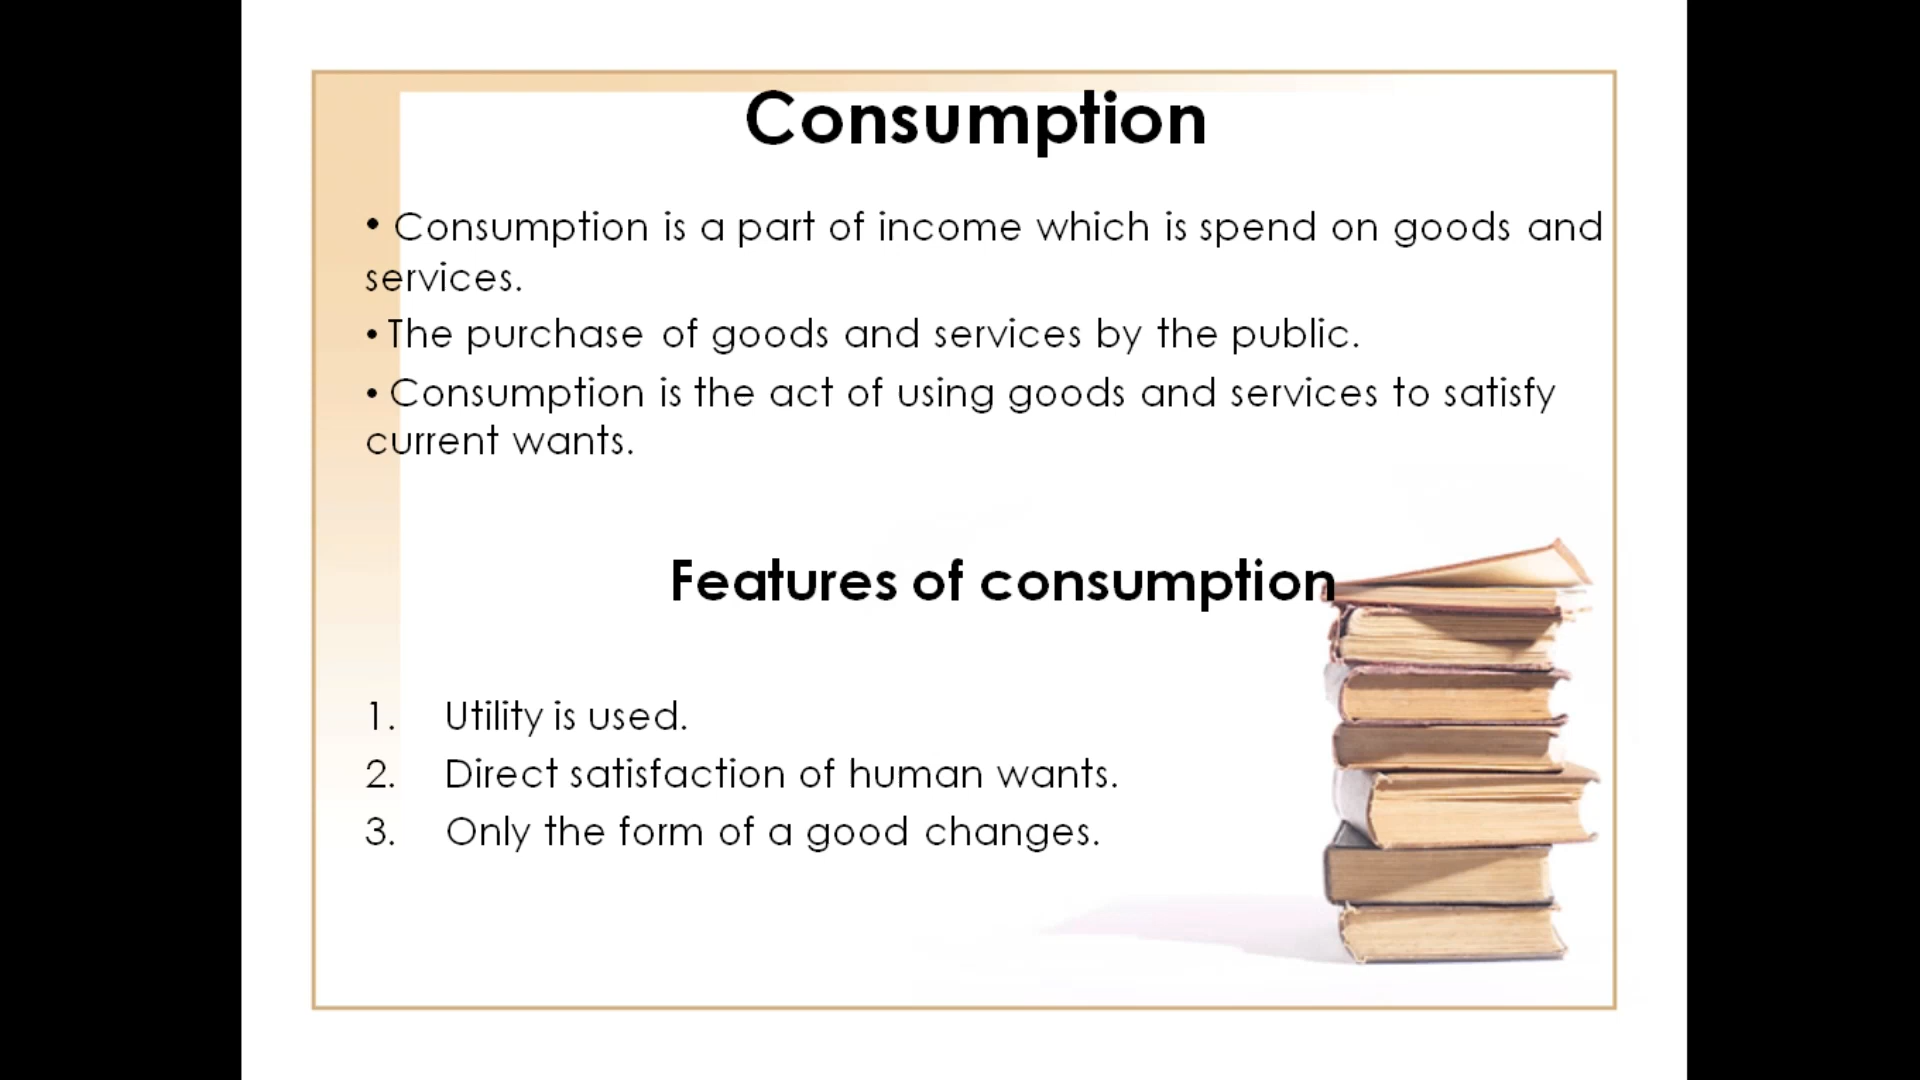 Consumption
• Consumption is a part of income which is spend on goods and
services.
• The purchase of goods and services by the public.
• Consumption is the act of using goods and services to satisfy
current wants.
Features of consumption
1. Utility is used.
2. Direct satisfaction of human wants.
3. Only the form of a good changes.